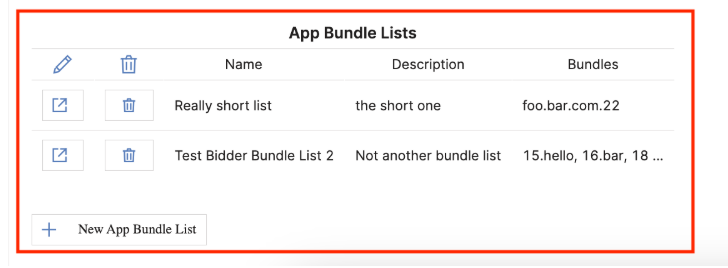 App Bundle Lists
Name Description Bundles
Really short list the short one foo.bar.com.22
Test Bidder Bundle List 2 Not another bundle list 15.hello, 16.bar, 18 ...
New App Bundle List